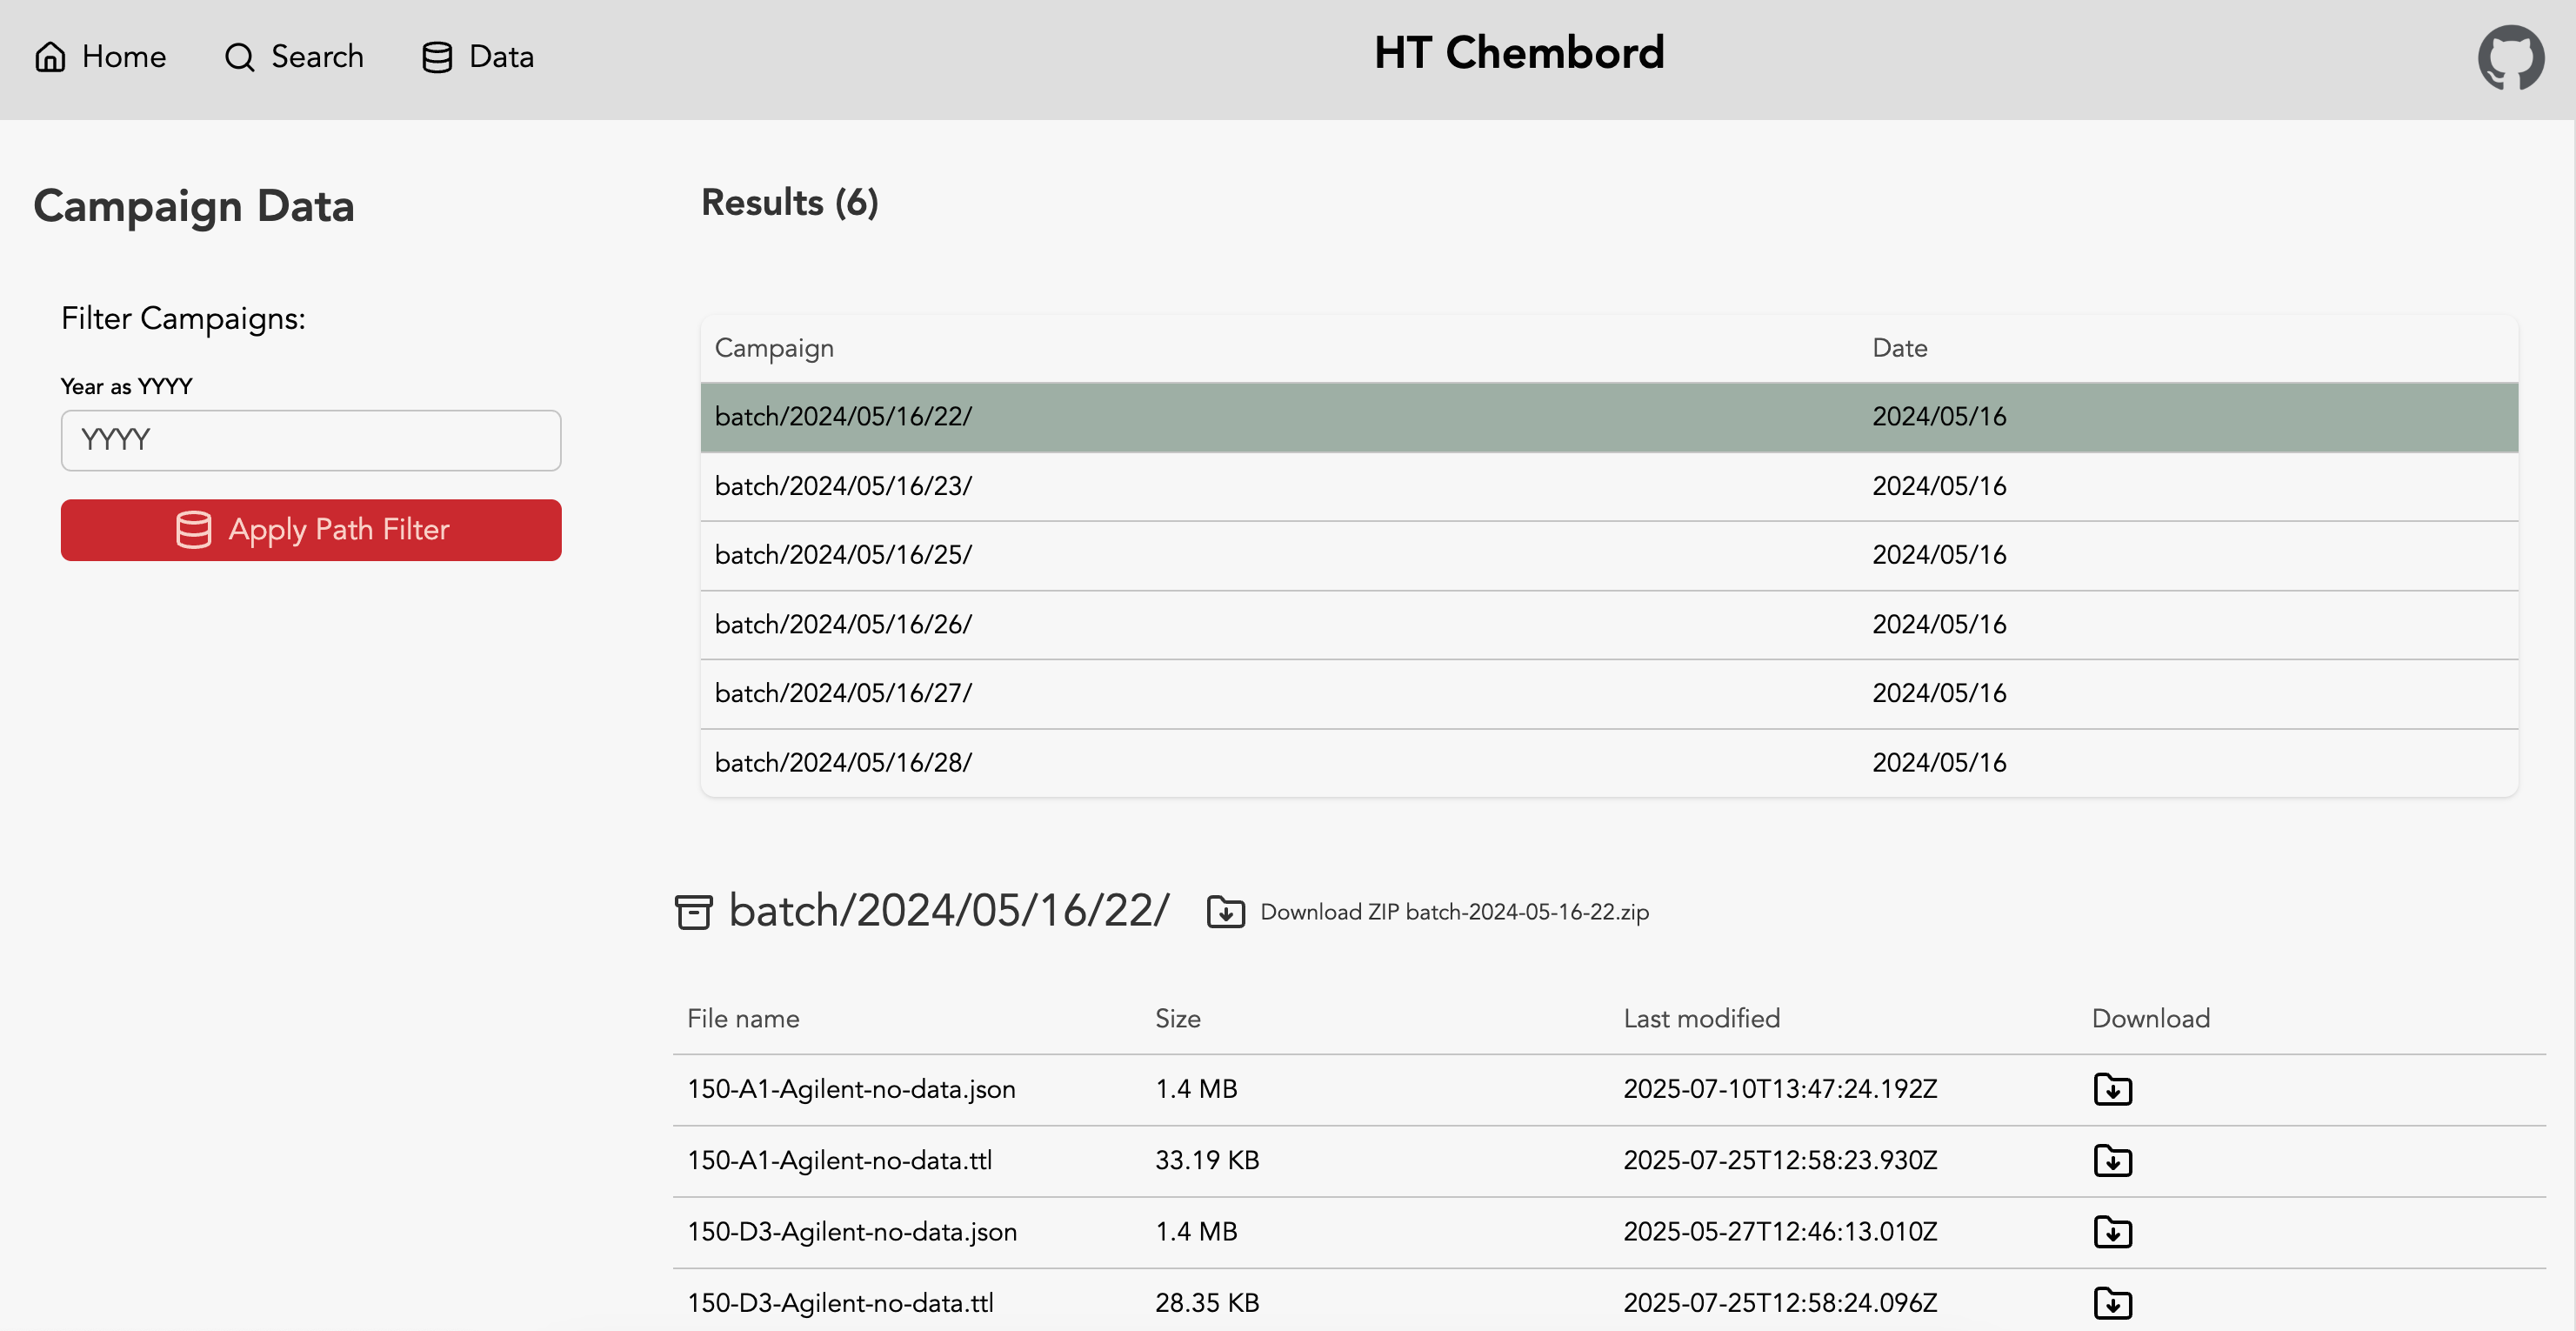 Home Search Data HT Chembord
Campaign Data
Filter Campaigns:
Year as YYYY
YYYY
Apply Path Filter
Results (6)
Campaign Date
batch/2024/05/16/22/ 2024/05/16
batch/2024/05/16/23/ 2024/05/16
batch/2024/05/16/25/ 2024/05/16
batch/2024/05/16/26/ 2024/05/16
batch/2024/05/16/27/ 2024/05/16
batch/2024/05/16/28/ 2024/05/16
batch/2024/05/16/22/ Download ZIP batch-2024-05-16-22.zip
File name Size Last modified Download
150-A1-Agilent-no-data.json 1.4 MB 2025-07-10T13:47:24.192Z
150-A1-Agilent-no-data.ttl 33.19 KB 2025-07-25T12:58:23.930Z
150-D3-Agilent-no-data.json 1.4 MB 2025-05-27T12:46:13.010Z
150-D3-Agilent-no-data.ttl 28.35 KB 2025-07-25T12:58:24.096Z